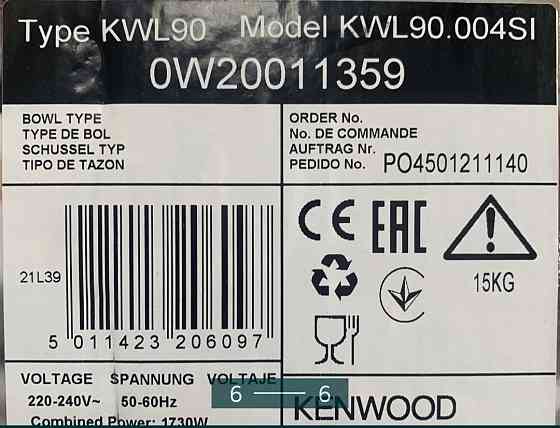 Type KWL90 Model KWL90.004SI
0W20011359
BOWL TYPE
TYPE DE BOL
SCHUSSEL TYP
TIPO DE TAZON
ORDER No.
No. DE COMMANDE
AUFTRAG Nr.
PEDIDO No. PO4501211140
CE EAC
15KG
21L39
5 011423 206097
VOLTAGE SPANNUNG VOLTAJE
220-240V~ 50-60Hz
Combined Power: 1730W
KENWOOD
6 — 6